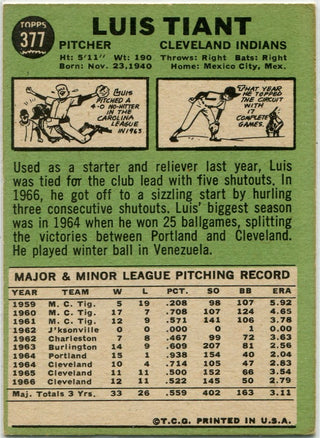 TOPPS
377
LUIS TIANT
PITCHER CLEVELAND INDIANS
Ht: 5'11" Wt: 190 Throws: Right Bats: Right
Born: Nov. 23, 1940 Home: Mexico City, Mex.
LUIS
PITCHED A
4-0 NO-HITTER
IN THE
CAROLINA
LEAGUE
IN 1963
THAT YEAR
HE TOPPED
THE CIRCUIT
WITH
COMPLETE
GAMES.
Used as a starter and reliever last year, Luis
was tied for the club lead with five shutouts. In
1966, he got off to a sizzling start by hurling
three consecutive shutouts. Luis' biggest season
was in 1964 when he won 25 ballgames, splitting
the victories between Portland and Cleveland.
He played winter ball in Venezuela.
MAJOR & MINOR LEAGUE PITCHING RECORD
YEAR TEAM W L PCT. SO BB ERA
1959 M. C. Tig. 5 19 .208 98 107 5.92
1960 M. C. Tig. 17 7 .708 107 124 4.65
1961 M. C. Tig. 12 9 .571 141 106 3.78
1962 J'ksonville 0 0 .000 1 0 0.00
1962 Charleston 7 8 .467 99 72 3.63
1963 Burlington 14 9 .609 207 81 2.56
1964 Portland 15 1 .938 154 40 2.04
1964 Cleveland 10 4 .714 105 47 2.83
1965 Cleveland 11 11 .500 152 66 3.54
1966 Cleveland 12 11 .522 145 50 2.79
Maj. Totals 3 Yrs. 33 26 .559 402 163 3.11
©T.C.G. PRINTED IN U.S.A.